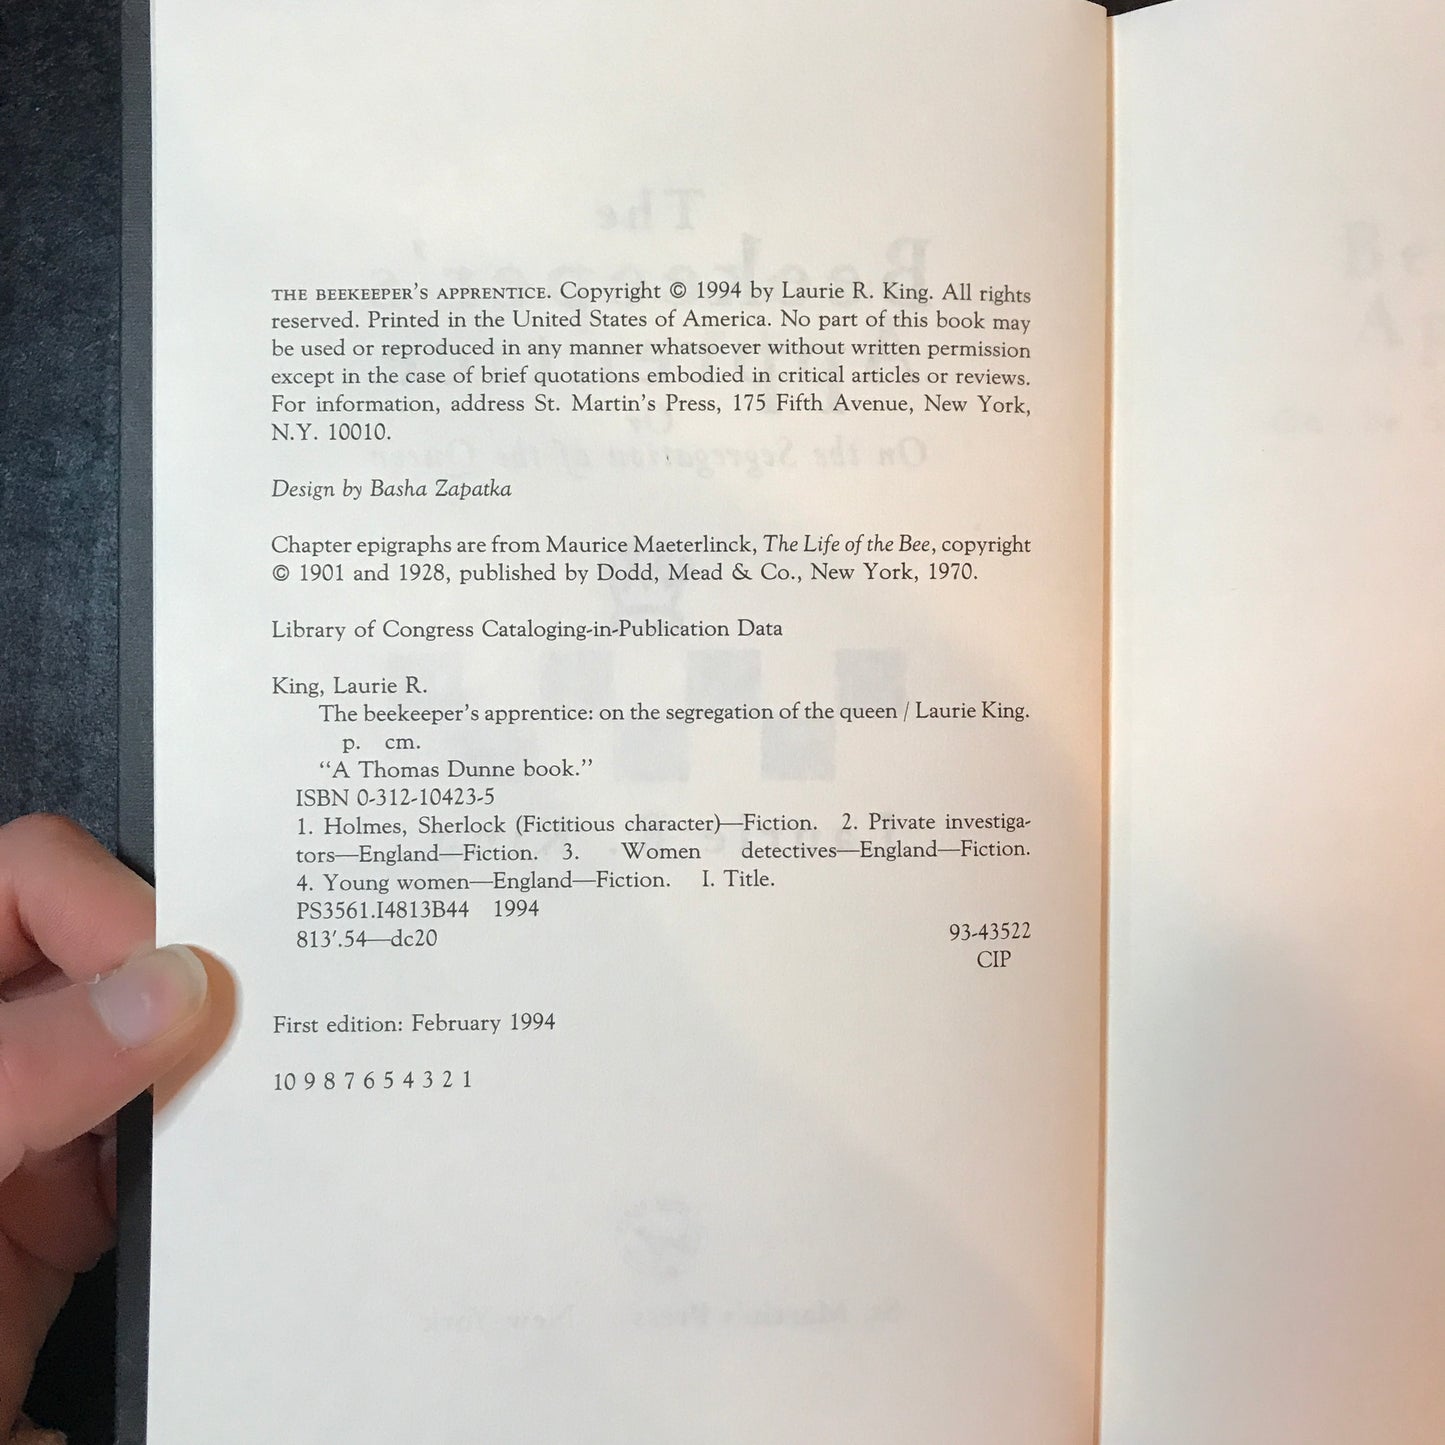 THE BEEKEEPER'S APPRENTICE. Copyright © 1994 by Laurie R. King. All rights
reserved. Printed in the United States of America. No part of this book may
be used or reproduced in any manner whatsoever without written permission
except in the case of brief quotations embodied in critical articles or reviews.
For information, address St. Martin's Press, 175 Fifth Avenue, New York,
N.Y. 10010.
Design by Basha Zapatka
Chapter epigraphs are from Maurice Maeterlinck, The Life of the Bee, copyright
© 1901 and 1928, published by Dodd, Mead & Co., New York, 1970.
Library of Congress Cataloging-in-Publication Data
King, Laurie R.
The beekeeper's apprentice: on the segregation of the queen / Laurie King.
p. cm.
“A Thomas Dunne book.”
ISBN 0-312-10423-5
1. Holmes, Sherlock (Fictitious character)—Fiction. 2. Private investiga-
tors—England—Fiction. 3. Women detectives—England—Fiction.
4. Young women—England—Fiction. I. Title.
PS3561.I4813B44 1994
813′.54—dc20 93-43522
CIP
First edition: February 1994
10 9 8 7 6 5 4 3 2 1